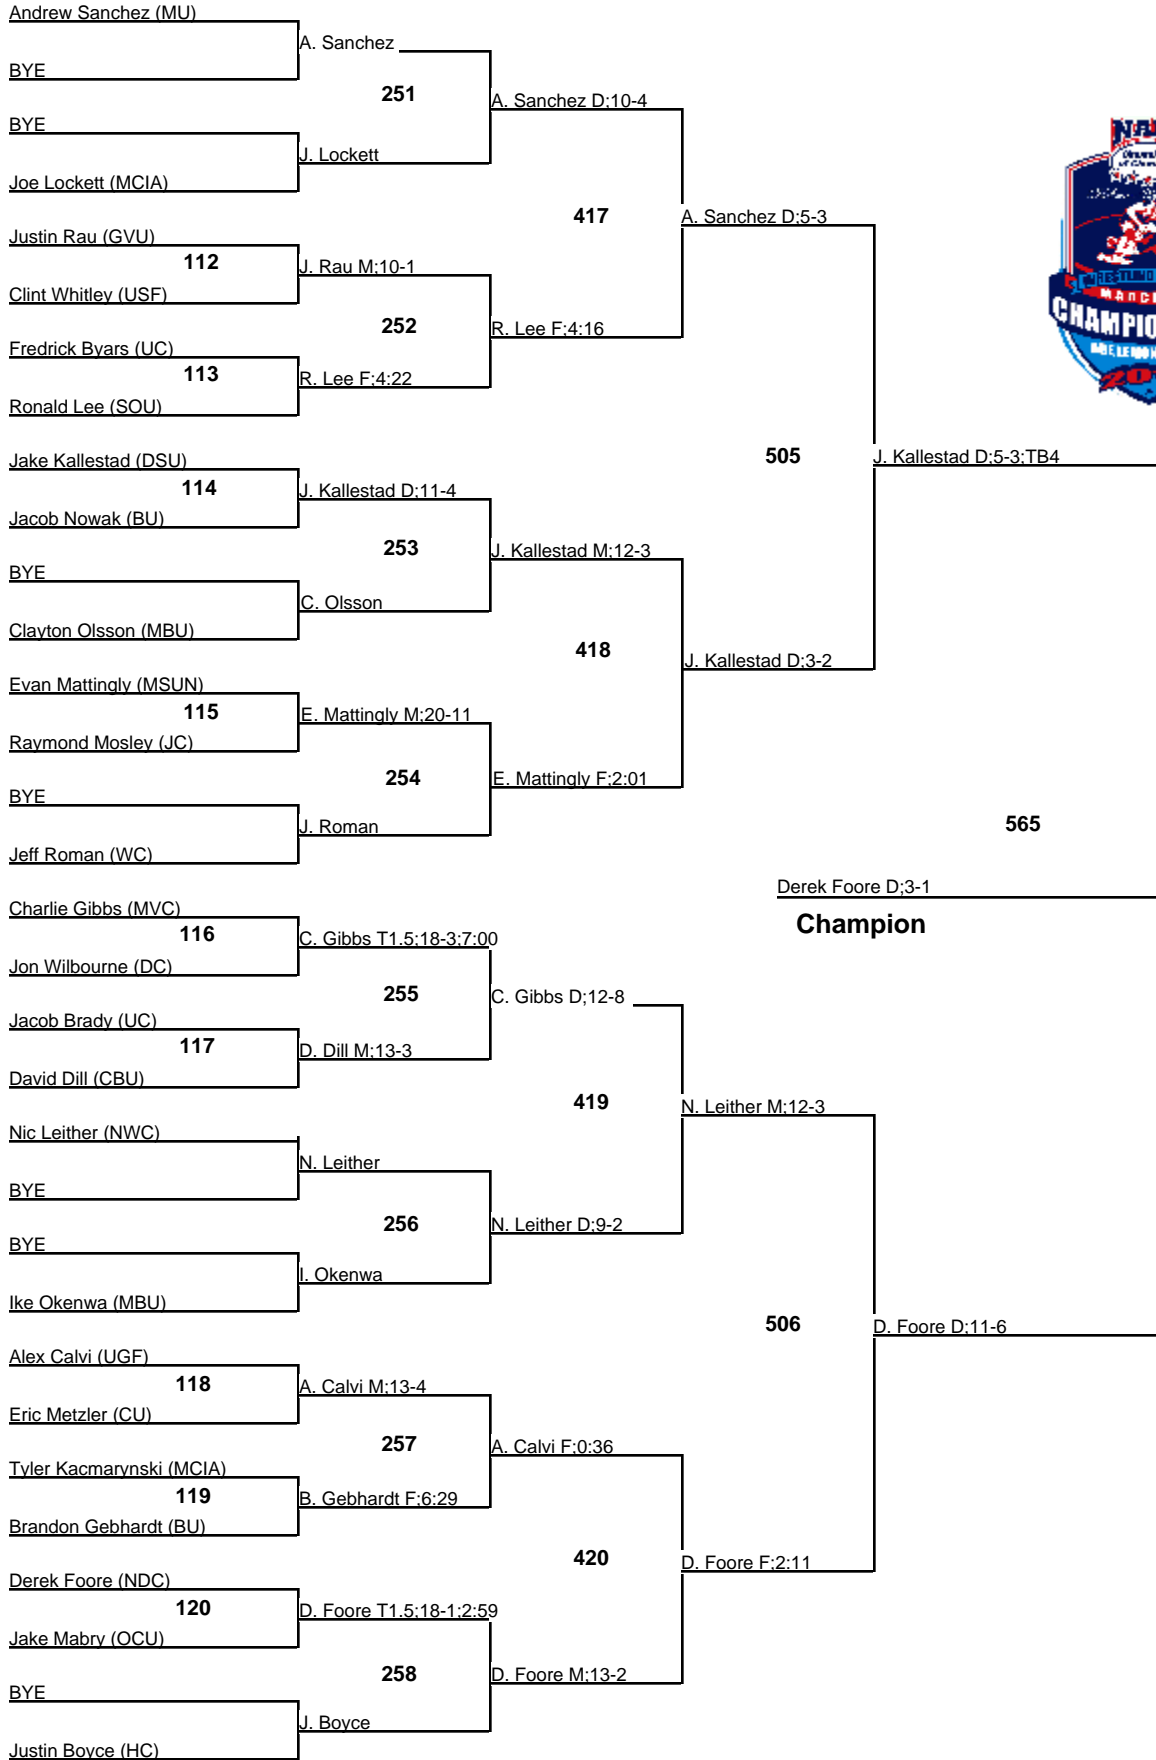 Andrew Sanchez (MU)
A. Sanchez
BYE
251
A. Sanchez D;10-4
BYE
J. Lockett
Joe Lockett (MCIA)
417
A. Sanchez D;5-3
Justin Rau (GVU)
112
J. Rau M;10-1
Clint Whitley (USF)
252
R. Lee F;4:16
Fredrick Byars (UC)
113
R. Lee F;4:22
Ronald Lee (SOU)
505
J. Kallestad D;5-3;TB4
Jake Kallestad (DSU)
114
J. Kallestad D;11-4
Jacob Nowak (BU)
253
J. Kallestad M;12-3
BYE
C. Olsson
Clayton Olsson (MBU)
418
J. Kallestad D;3-2
Evan Mattingly (MSUN)
115
E. Mattingly M;20-11
Raymond Mosley (JC)
254
E. Mattingly F;2:01
BYE
J. Roman
Jeff Roman (WC)
565
Derek Foore D;3-1
Champion
Charlie Gibbs (MVC)
116
C. Gibbs T1.5;18-3;7:00
Jon Wilbourne (DC)
255
C. Gibbs D;12-8
Jacob Brady (UC)
117
D. Dill M;13-3
David Dill (CBU)
419
N. Leither M;12-3
Nic Leither (NWC)
N. Leither
BYE
256
N. Leither D;9-2
BYE
I. Okenwa
Ike Okenwa (MBU)
506
D. Foore D;11-6
Alex Calvi (UGF)
118
A. Calvi M;13-4
Eric Metzler (CU)
257
A. Calvi F;0:36
Tyler Kacmarynski (MCIA)
119
B. Gebhardt F;6:29
Brandon Gebhardt (BU)
420
D. Foore F;2:11
Derek Foore (NDC)
120
D. Foore T1.5;18-1;2:59
Jake Mabry (OCU)
258
D. Foore M;13-2
BYE
J. Boyce
Justin Boyce (HC)